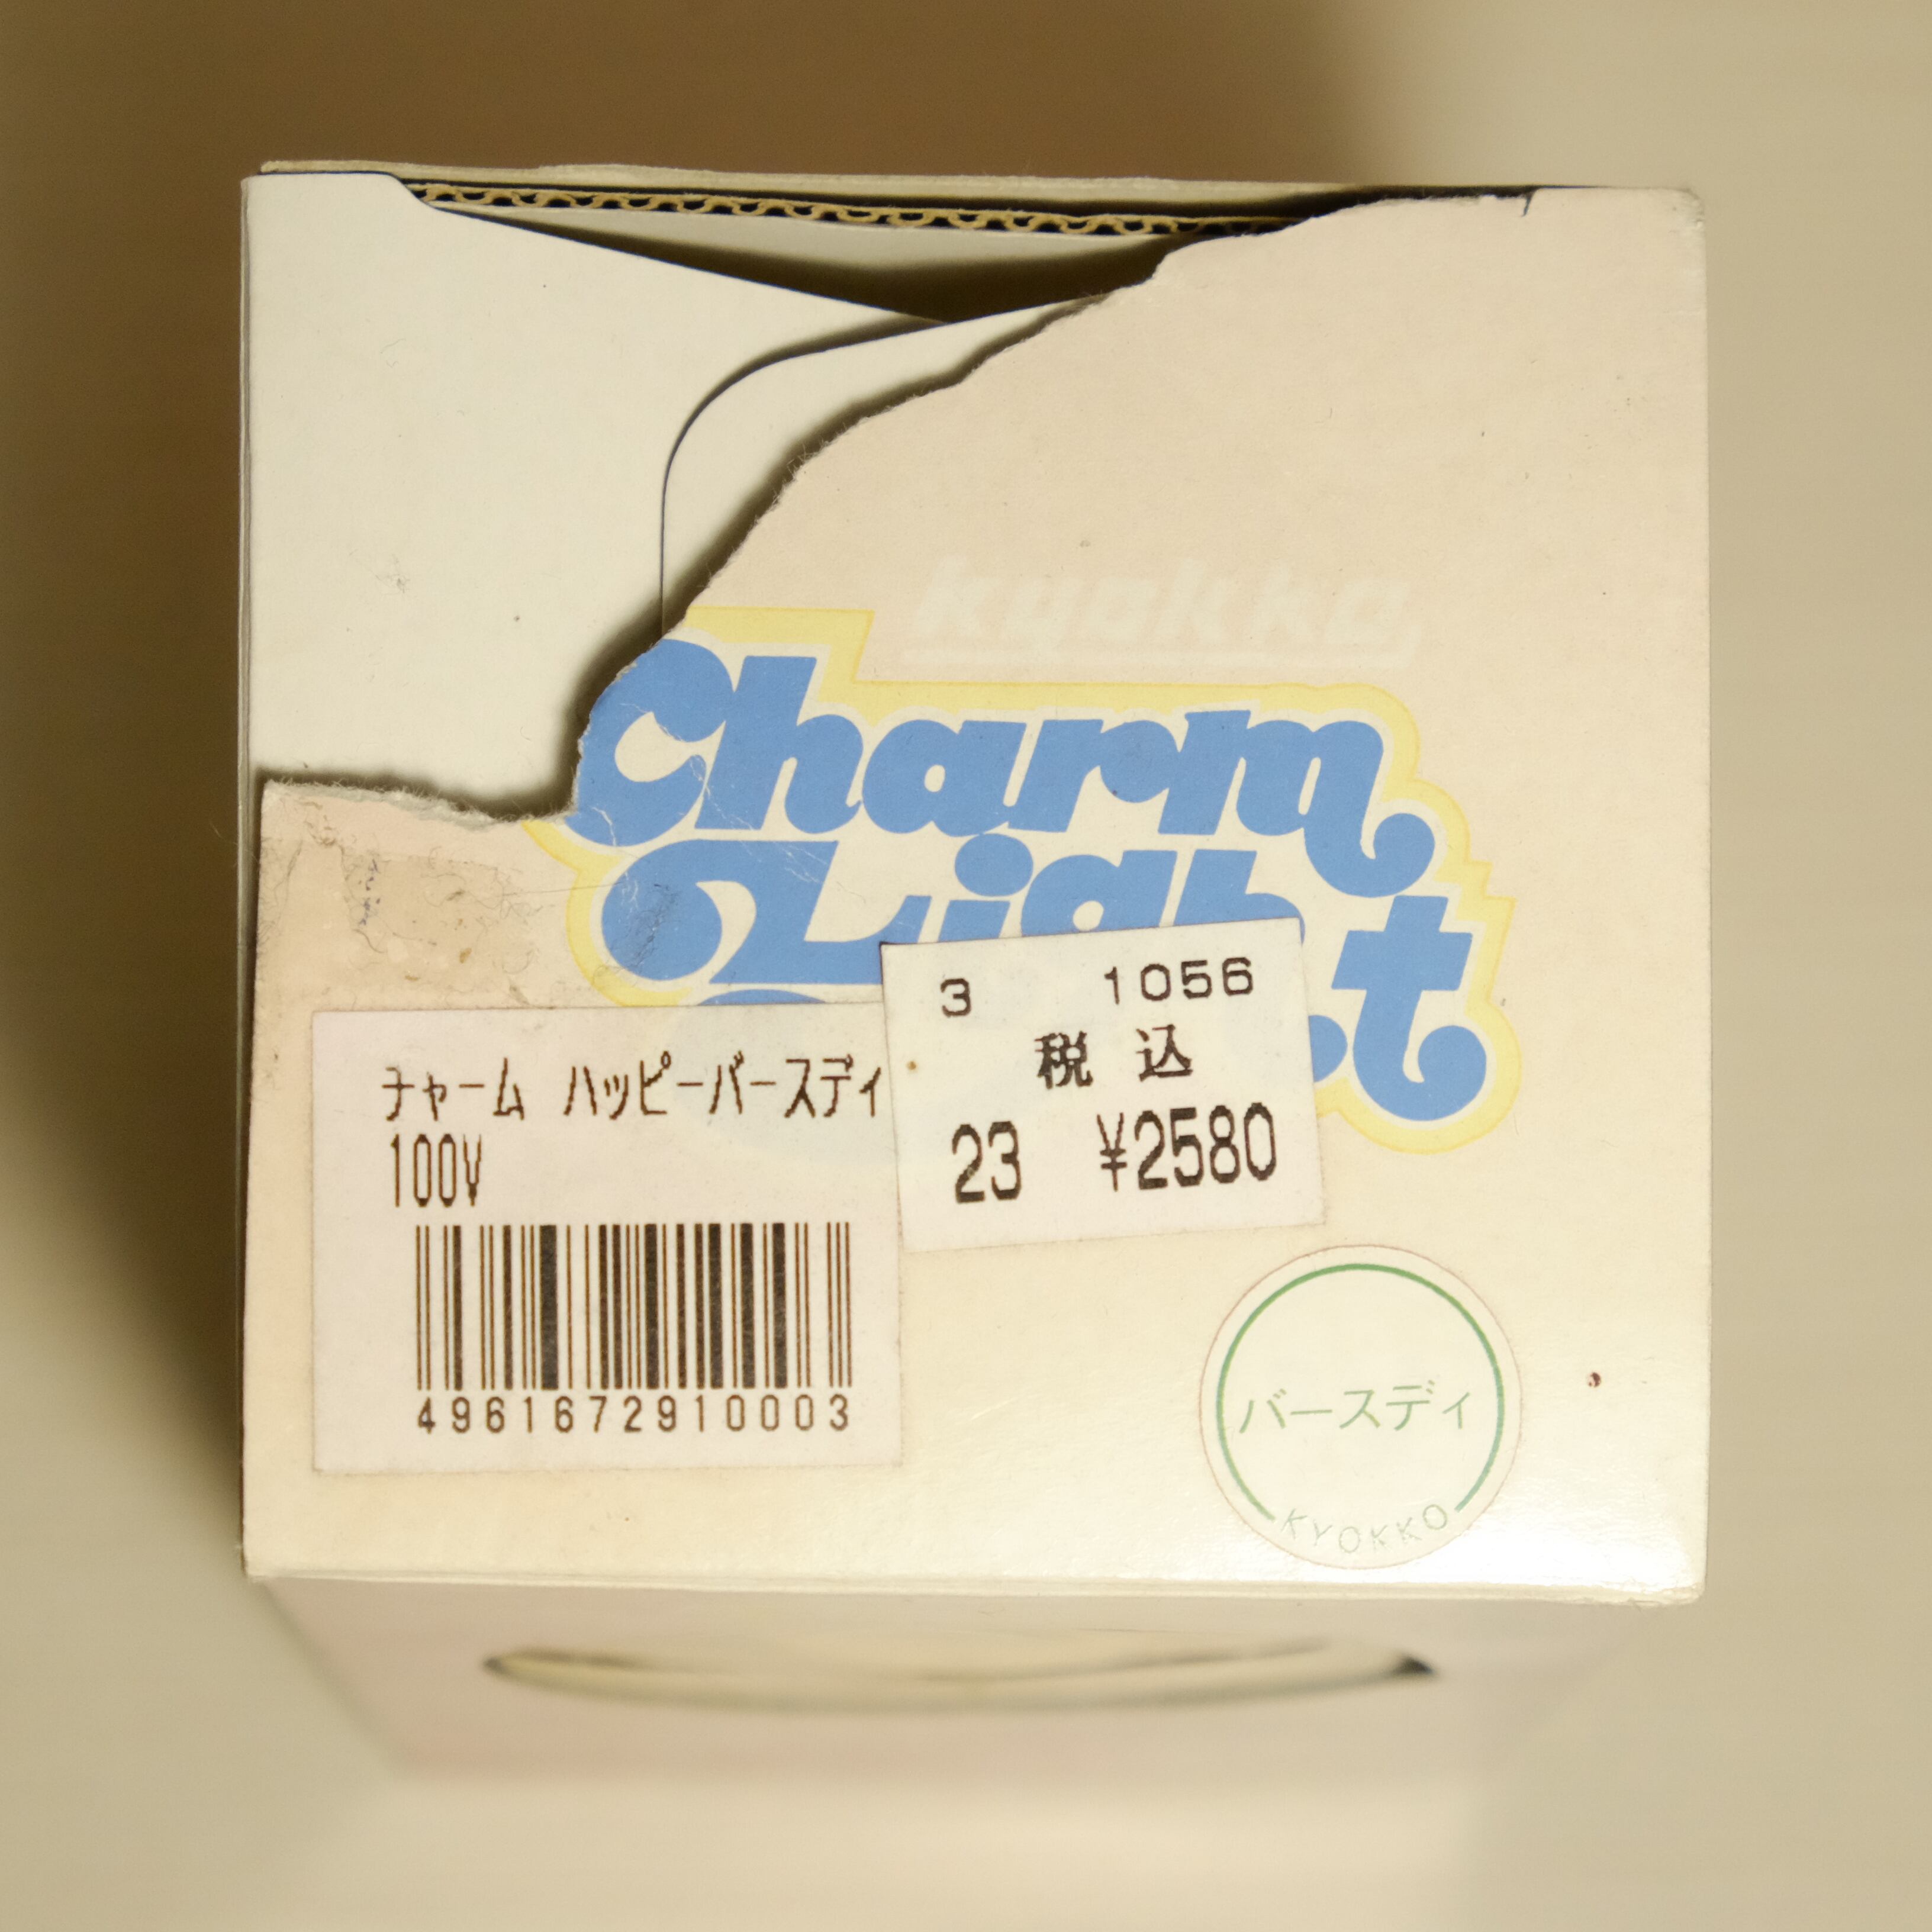 kyokko
Charm
Light
3 1056
税込
23 ¥2580
チャーム ハッピーバースディ
100V
4961672910003
バースディ
KYOKKO